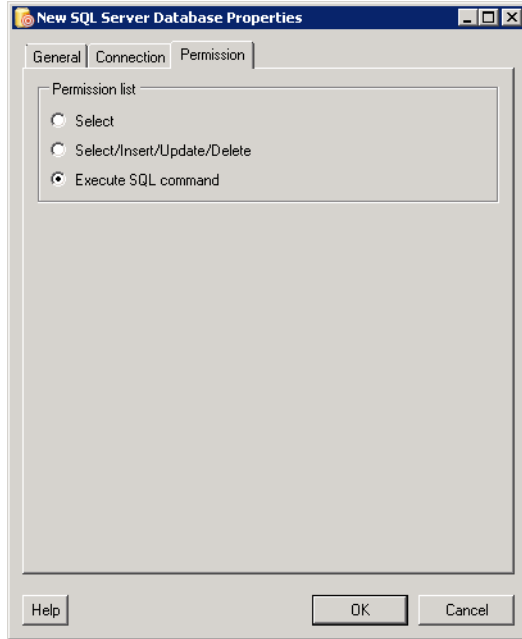 New SQL Server Database Properties
General Connection Permission
Permission list
Select
Select/Insert/Update/Delete
Execute SQL command
Help OK Cancel